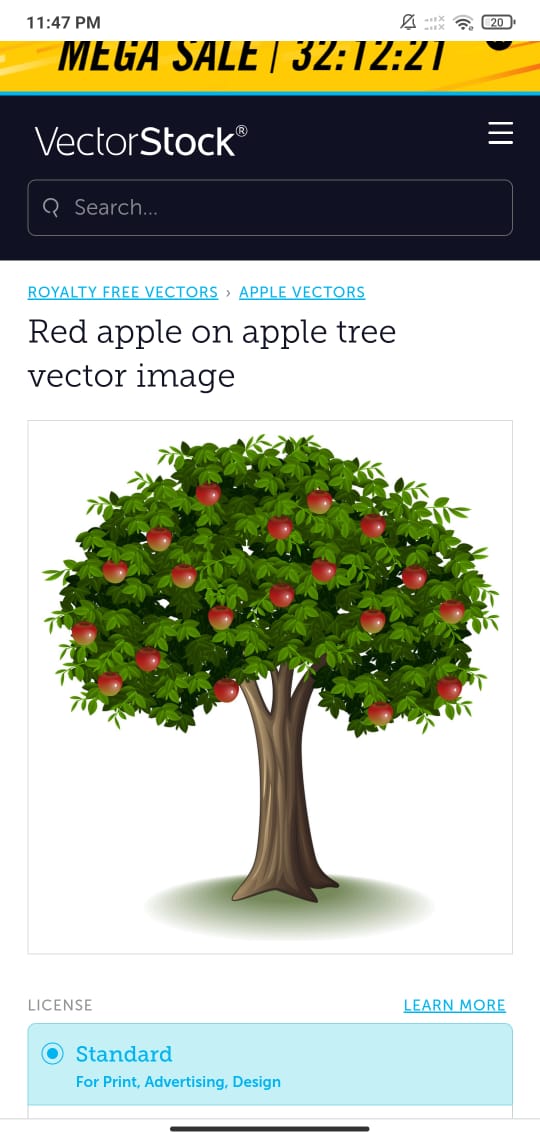 11:47 PM
20
MEGA SALE | 32:12:21
VectorStock®
Search...
ROYALTY FREE VECTORS › APPLE VECTORS
Red apple on apple tree
vector image
LICENSE
LEARN MORE
Standard
For Print, Advertising, Design